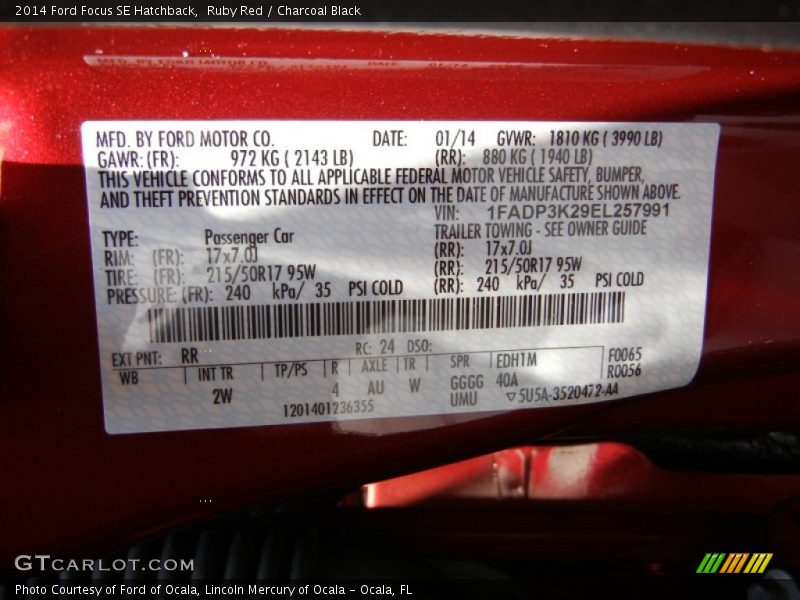 2014 Ford Focus SE Hatchback,  Ruby Red / Charcoal Black
MFD. BY FORD MOTOR CO. DATE: 01/14 GVWR: 1810 KG ( 3990 LB)
GAWR: (FR): 972 KG ( 2143 LB) (RR): 880 KG ( 1940 LB)
THIS VEHICLE CONFORMS TO ALL APPLICABLE FEDERAL MOTOR VEHICLE SAFETY, BUMPER,
AND THEFT PREVENTION STANDARDS IN EFFECT ON THE DATE OF MANUFACTURE SHOWN ABOVE.
VIN: 1FADP3K29EL257991
TYPE: Passenger Car TRAILER TOWING - SEE OWNER GUIDE
RIM: (FR): 17x7.0J (RR): 17x7.0J
TIRE: (FR): 215/50R17 95W (RR): 215/50R17 95W
PRESSURE: (FR): 240 kPa/ 35 PSI COLD (RR): 240 kPa/ 35 PSI COLD
EXT PNT: RR RC: 24 DSO:
WB INT TR TP/PS R AXLE TR SPR EDH1M F0065
2W 4 AU W GGGG 40A R0056
1201401236355 UMU ▽5U5A-3520472-AA
GTCARLOT.COM
Photo Courtesy of Ford of Ocala, Lincoln Mercury of Ocala – Ocala, FL